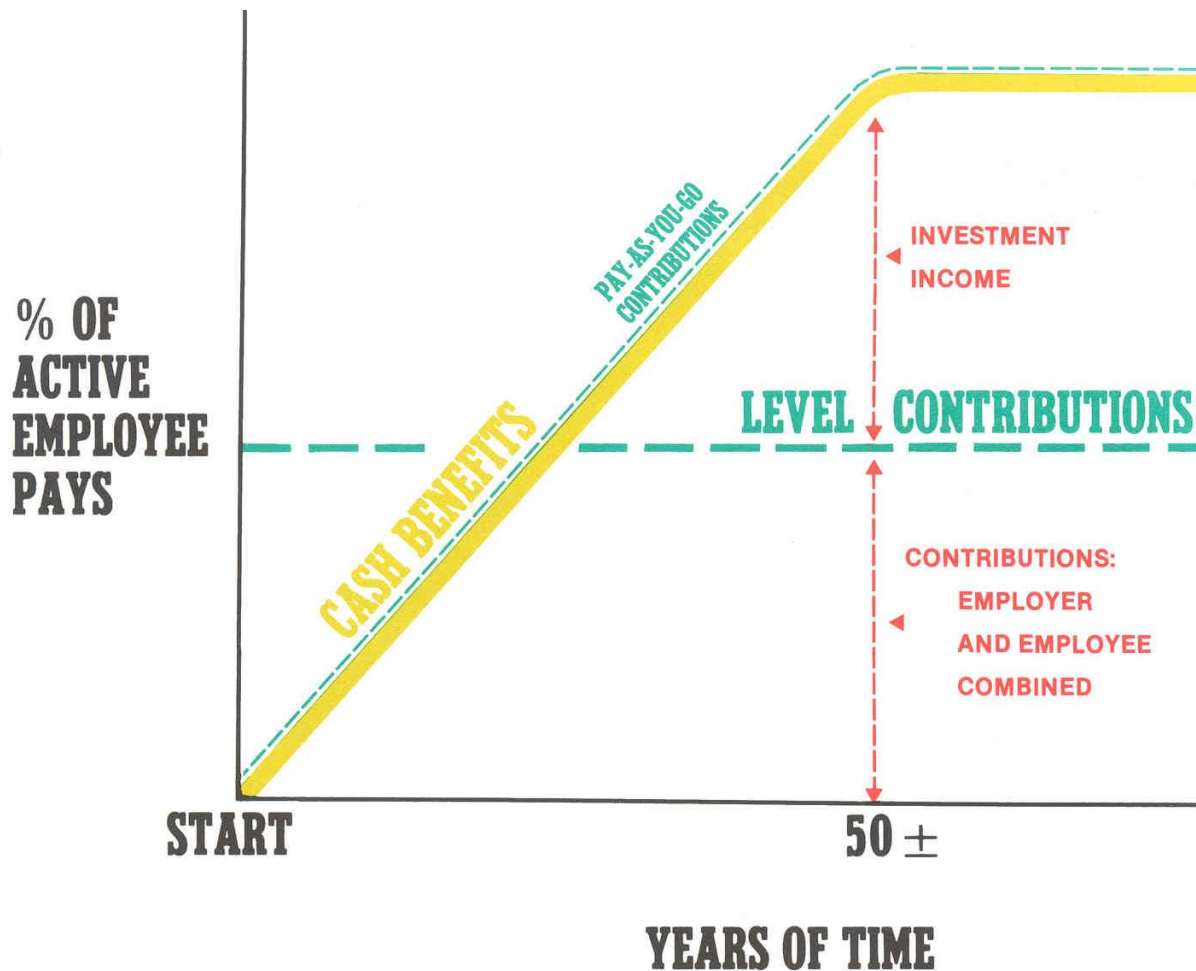 PAY-AS-YOU-GO
CONTRIBUTIONS
INVESTMENT
INCOME
% OF
ACTIVE
EMPLOYEE
PAYS
LEVEL CONTRIBUTIONS
CASH BENEFITS
CONTRIBUTIONS:
EMPLOYER
AND EMPLOYEE
COMBINED
START
50 ±
YEARS OF TIME